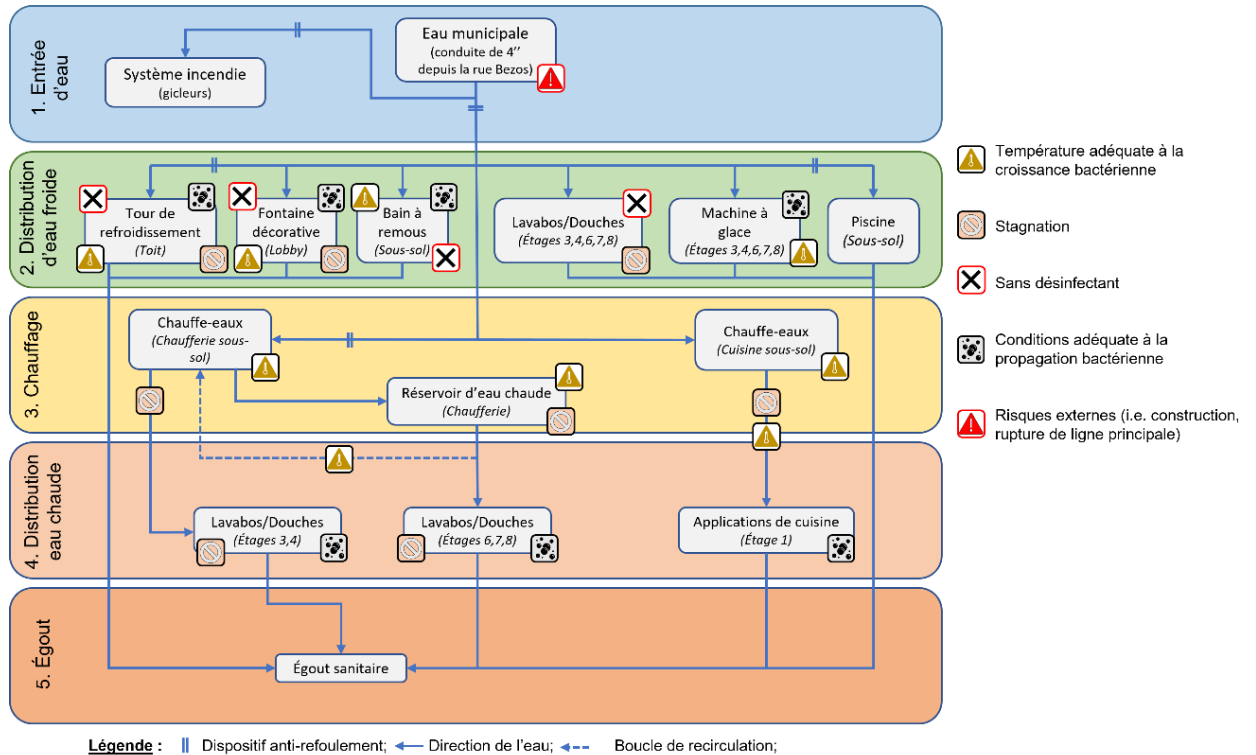 1. Entrée
d'eau
Eau municipale
(conduite de 4’’
depuis la rue Bezos)
Système incendie
(gicleurs)
2. Distribution
d'eau froide
Tour de
refroidissement
(Toit)
Fontaine
décorative
(Lobby)
Bain à
remous
(Sous-sol)
Lavabos/Douches
(Étages 3,4,6,7,8)
Machine à
glace
(Étages 3,4,6,7,8)
Piscine
(Sous-sol)
3. Chauffage
Chauffe-eaux
(Chaufferie sous-
sol)
Chauffe-eaux
(Cuisine sous-sol)
Réservoir d'eau chaude
(Chaufferie)
4. Distribution
eau chaude
Lavabos/Douches
(Étages 3,4)
Lavabos/Douches
(Étages 6,7,8)
Applications de cuisine
(Étage 1)
5. Égout
Égout sanitaire
Température adéquate à la
croissance bactérienne
Stagnation
Sans désinfectant
Conditions adéquate à la
propagation bactérienne
Risques externes (i.e. construction,
rupture de ligne principale)
Légende : Dispositif anti-refoulement; Direction de l'eau; Boucle de recirculation;